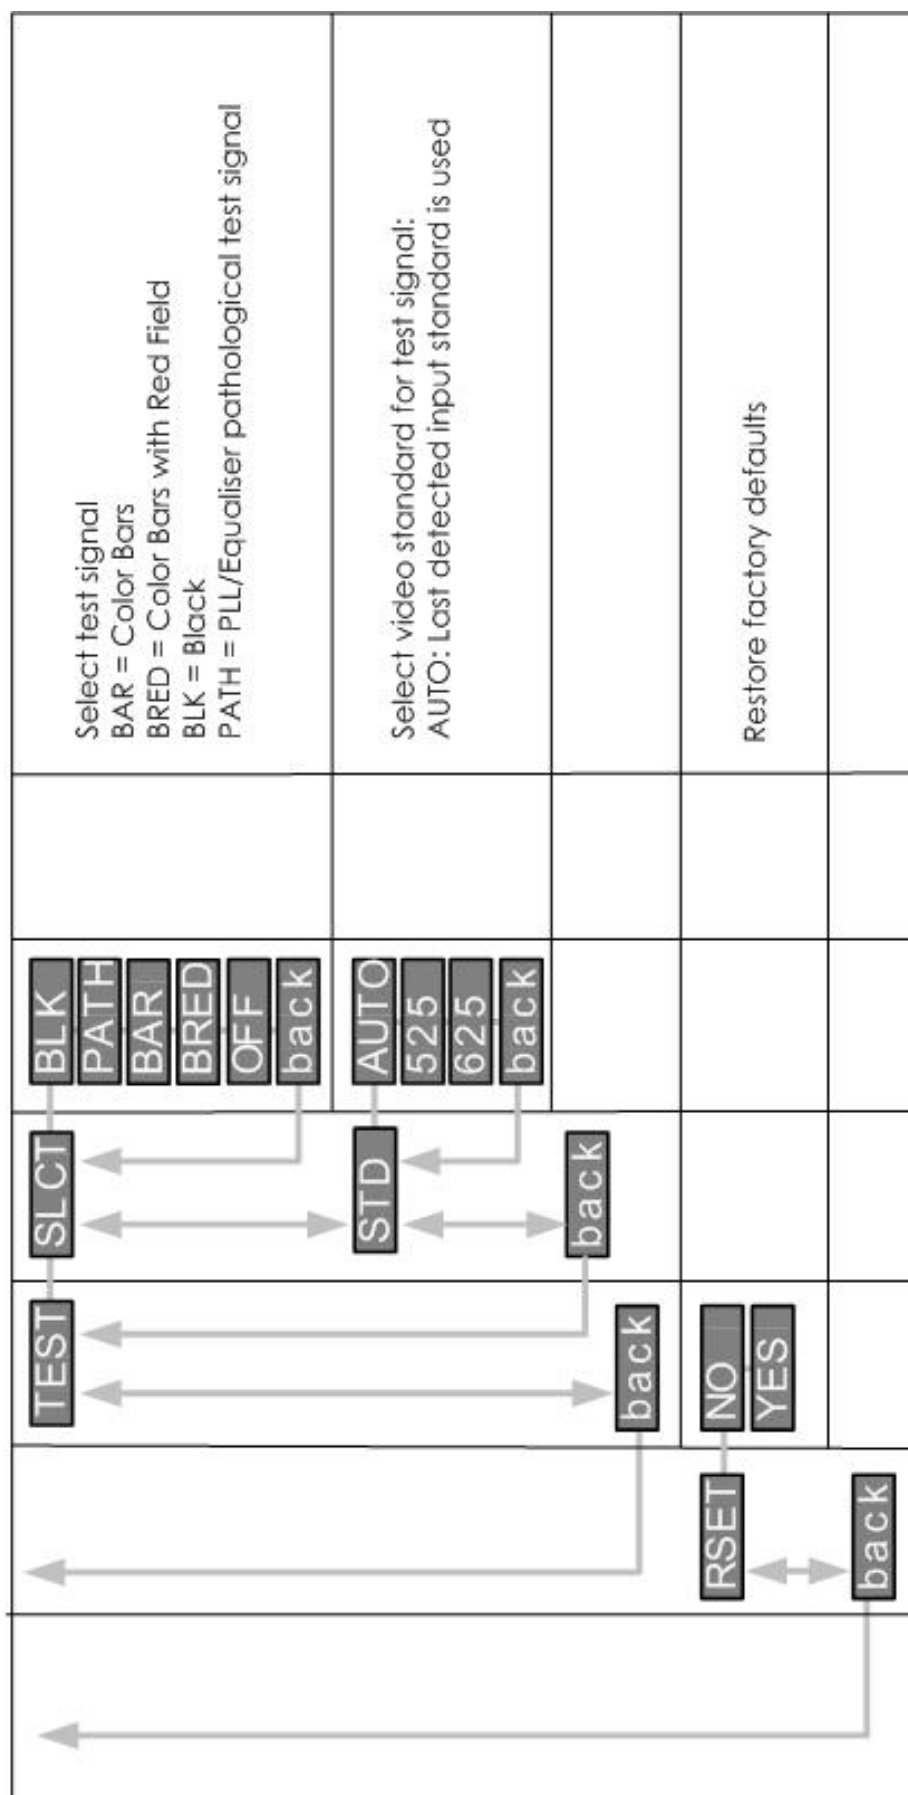 TEST
SLCT
BLK
PATH
BAR
BRED
OFF
back
Select test signal
BAR = Color Bars
BRED = Color Bars with Red Field
BLK = Black
PATH = PLL/Equaliser pathological test signal
STD
AUTO
525
625
back
Select video standard for test signal:
AUTO: Last detected input standard is used
back
back
RSET
NO
YES
Restore factory defaults
back